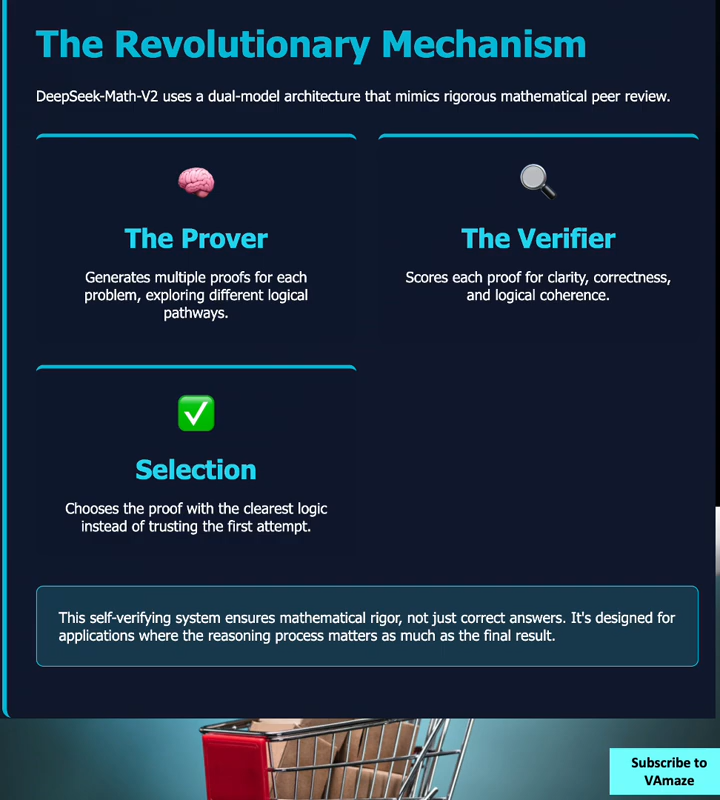 The Revolutionary Mechanism
DeepSeek-Math-V2 uses a dual-model architecture that mimics rigorous mathematical peer review.
The Prover
Generates multiple proofs for each
problem, exploring different logical
pathways.
The Verifier
Scores each proof for clarity, correctness,
and logical coherence.
Selection
Chooses the proof with the clearest logic
instead of trusting the first attempt.
This self-verifying system ensures mathematical rigor, not just correct answers. It's designed for
applications where the reasoning process matters as much as the final result.
Subscribe to
VAmaze